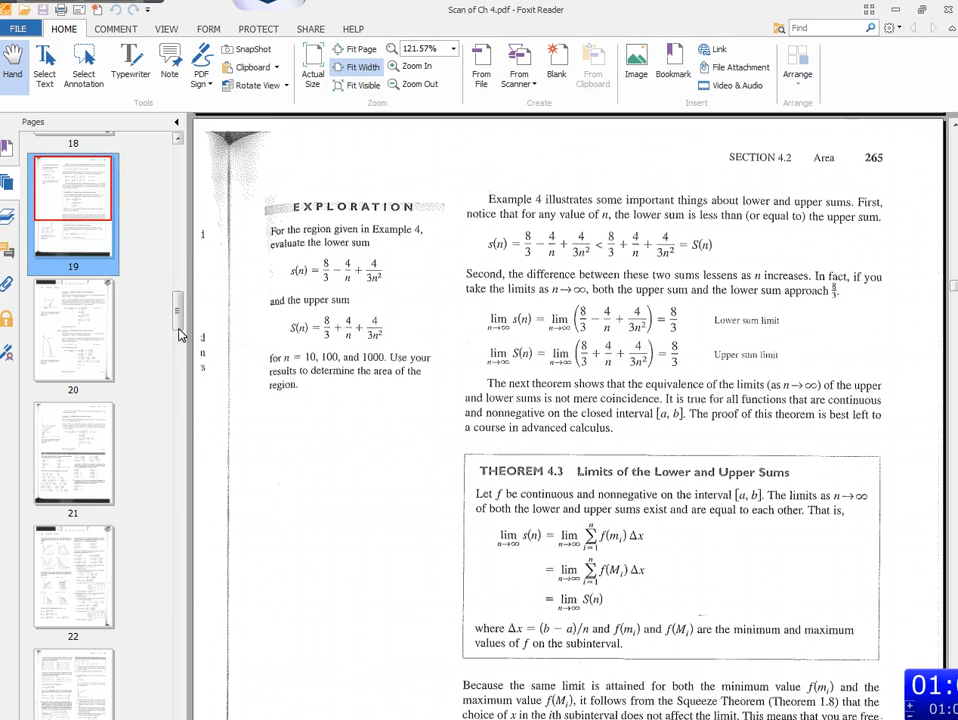 Scan of Ch 4.pdf - Foxit Reader
FILE HOME COMMENT VIEW FORM PROTECT SHARE HELP
Find
Hand
Select Text
Select Annotation
Typewriter
Note
PDF Sign
SnapShot
Clipboard
Rotate View
Tools
Actual Size
Fit Page
Fit Width
Fit Visible
121.57%
Zoom In
Zoom Out
Zoom
From File
From Scanner
Blank
From Clipboard
Create
Image
Bookmark
Link
File Attachment
Video & Audio
Insert
Arrange
Arrange
Pages
18
19
20
21
22
i
d
n
s
SECTION 4.2 Area 265
EXPLORATION
For the region given in Example 4,
evaluate the lower sum
s(n) = 8/3 − 4/n + 4/3n²
and the upper sum
S(n) = 8/3 + 4/n + 4/3n²
for n = 10, 100, and 1000. Use your
results to determine the area of the
region.
Example 4 illustrates some important things about lower and upper sums. First,
notice that for any value of n, the lower sum is less than (or equal to) the upper sum.
s(n) = 8/3 − 4/n + 4/3n² < 8/3 + 4/n + 4/3n² = S(n)
Second, the difference between these two sums lessens as n increases. In fact, if you
take the limits as n→∞, both the upper sum and the lower sum approach 8/3.
lim n→∞ s(n) = lim n→∞ (8/3 − 4/n + 4/3n²) = 8/3 Lower sum limit
lim n→∞ S(n) = lim n→∞ (8/3 + 4/n + 4/3n²) = 8/3 Upper sum limit
The next theorem shows that the equivalence of the limits (as n→∞) of the upper
and lower sums is not mere coincidence. It is true for all functions that are continuous
and nonnegative on the closed interval [a, b]. The proof of this theorem is best left to
a course in advanced calculus.
THEOREM 4.3 Limits of the Lower and Upper Sums
Let f be continuous and nonnegative on the interval [a, b]. The limits as n→∞
of both the lower and upper sums exist and are equal to each other. That is,
lim n→∞ s(n) = lim n→∞ n ∑ i=1 f(mᵢ) Δx
= lim n→∞ n ∑ i=1 f(Mᵢ) Δx
= lim n→∞ S(n)
where Δx = (b − a)/n and f(mᵢ) and f(Mᵢ) are the minimum and maximum
values of f on the subinterval.
Because the same limit is attained for both the minimum value f(mᵢ) and the
maximum value f(Mᵢ), it follows from the Squeeze Theorem (Theorem 1.8) that the
choice of x in the ith subinterval does not affect the limit. This means that you are free
01:
01:0